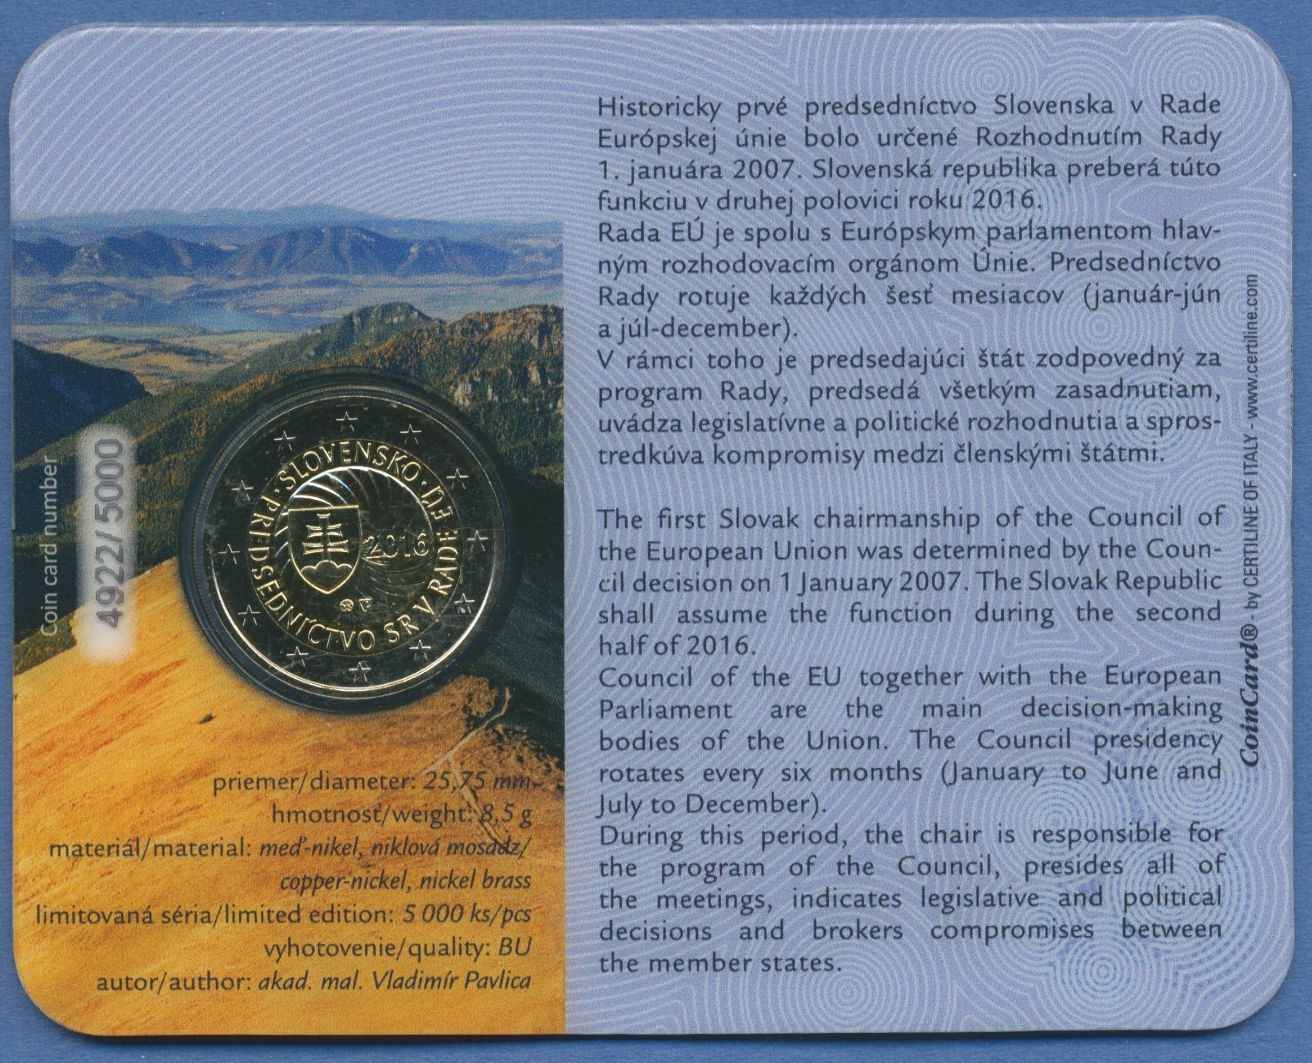 Historicky prvé predsedníctvo Slovenska v Rade
Európskej únie bolo určené Rozhodnutím Rady
1. januára 2007. Slovenská republika preberá túto
funkciu v druhej polovici roku 2016.
Rada EÚ je spolu s Európskym parlamentom hlav-
ným rozhodovacím orgánom Únie. Predsedníctvo
Rady rotuje každých šesť mesiacov (január-jún
a júl-december).
V rámci toho je predsedajúci štát zodpovedný za
program Rady, predsedá všetkým zasadnutiam,
uvádza legislatívne a politické rozhodnutia a spros-
tredkúva kompromisy medzi členskými štátmi.
The first Slovak chairmanship of the Council of
the European Union was determined by the Coun-
cil decision on 1 January 2007. The Slovak Republic
shall assume the function during the second
half of 2016.
Council of the EU together with the European
Parliament are the main decision-making
bodies of the Union. The Council presidency
rotates every six months (January to June and
July to December).
During this period, the chair is responsible for
the program of the Council, presides all of
the meetings, indicates legislative and political
decisions and brokers compromises between
the member states.
CoinCard® - by CERTILINE OF ITALY - www.certiline.com
Coin card number
4922/5000
· SLOVENSKO ·
PREDSEDNÍCTVO SR V RADE EÚ
2016
priemer/diameter: 25,75 mm
hmotnosť/weight: 8,5 g
materiál/material: meď-nikel, niklová mosadz/
copper-nickel, nickel brass
limitovaná séria/limited edition: 5 000 ks/pcs
vyhotovenie/quality: BU
autor/author: akad. mal. Vladimír Pavlica